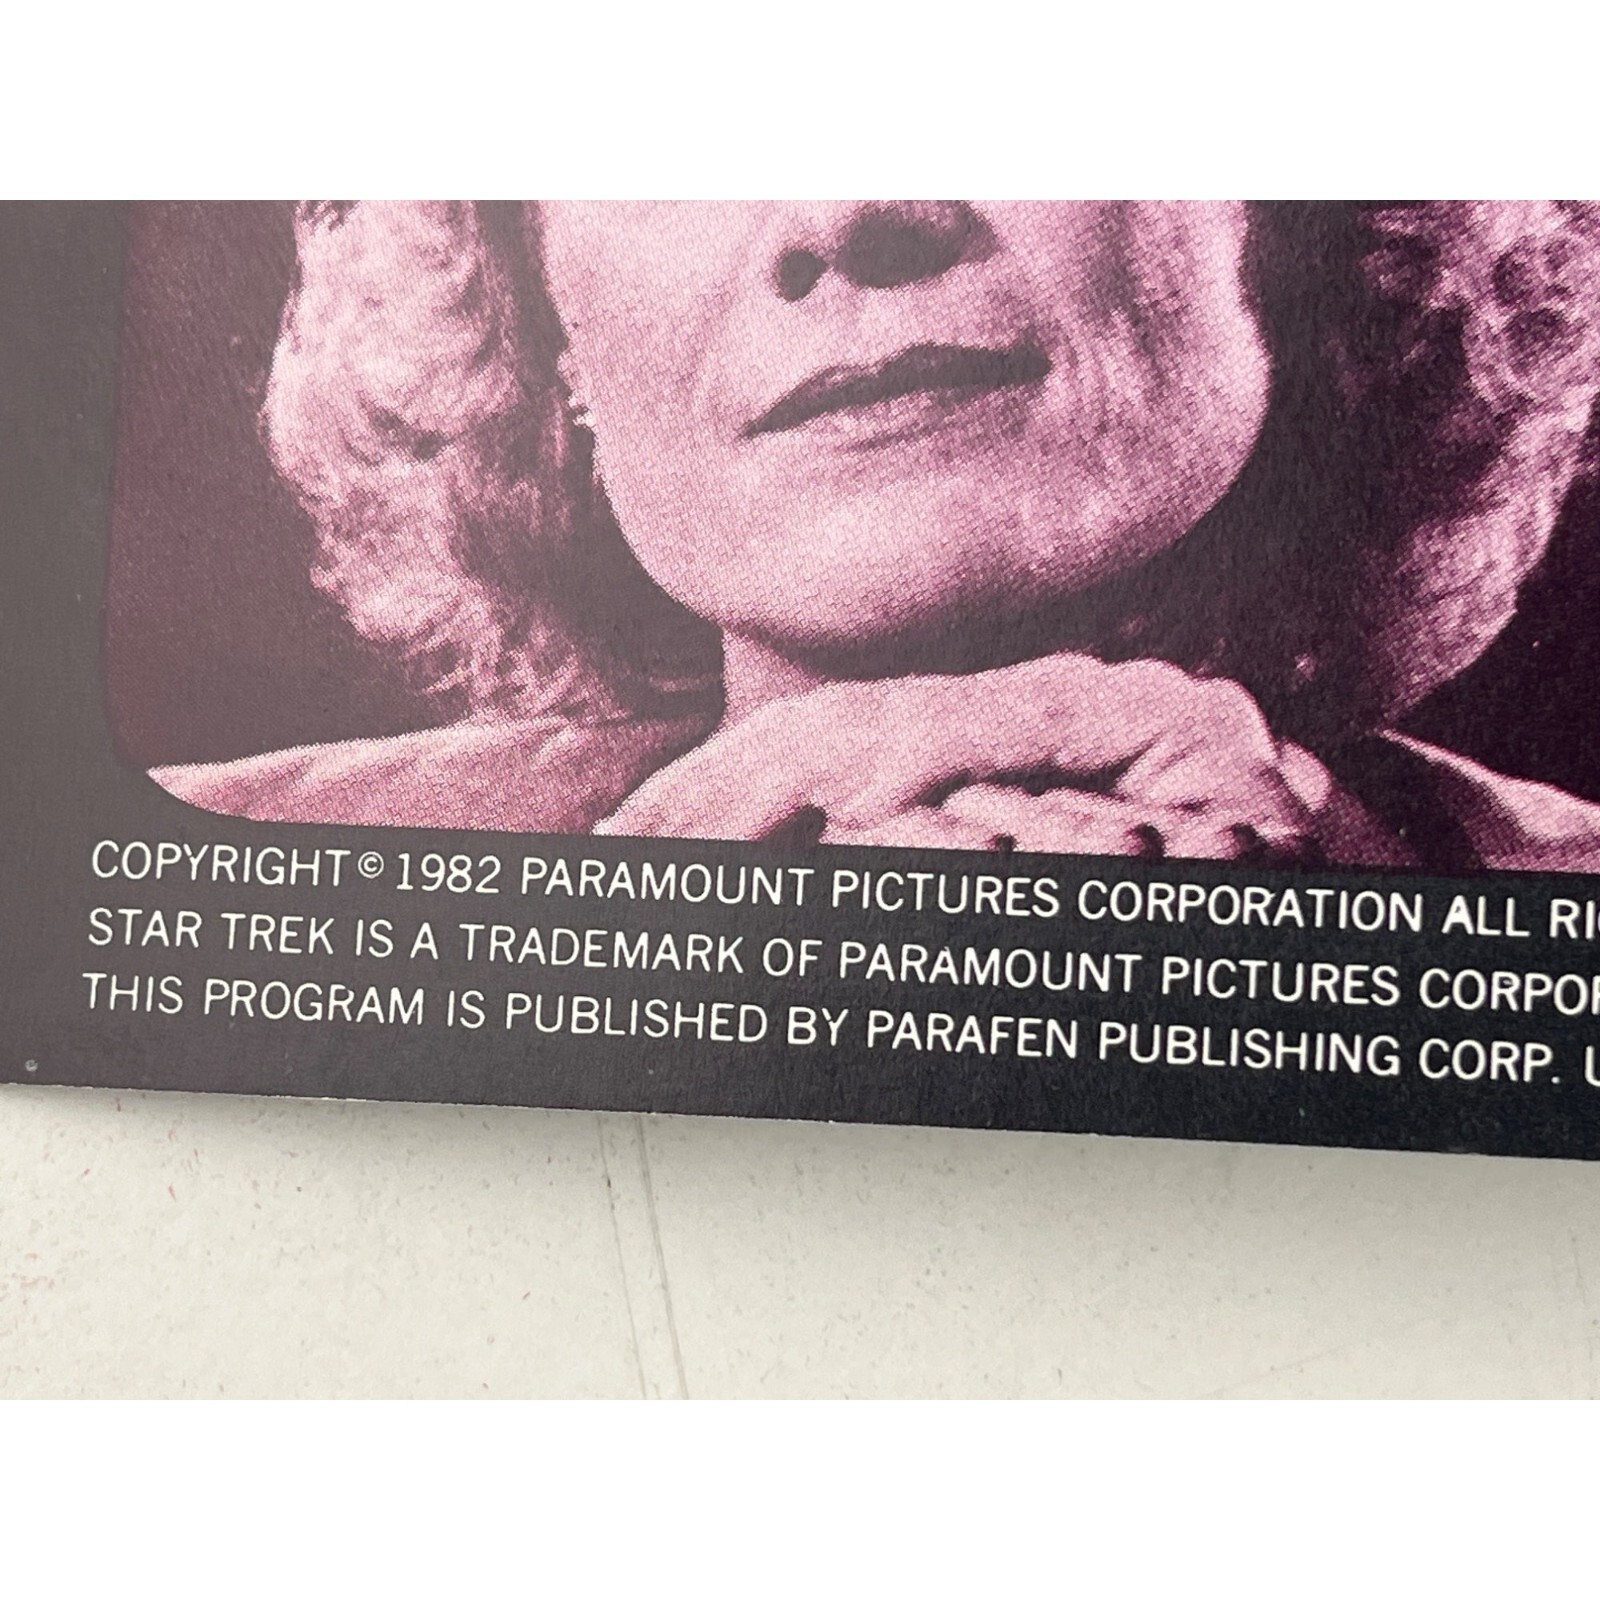 COPYRIGHT © 1982 PARAMOUNT PICTURES CORPORATION ALL
STAR TREK IS A TRADEMARK OF PARAMOUNT PICTURES
THIS PROGRAM IS PUBLISHED BY PARAFEN PUBLISHING CORP.